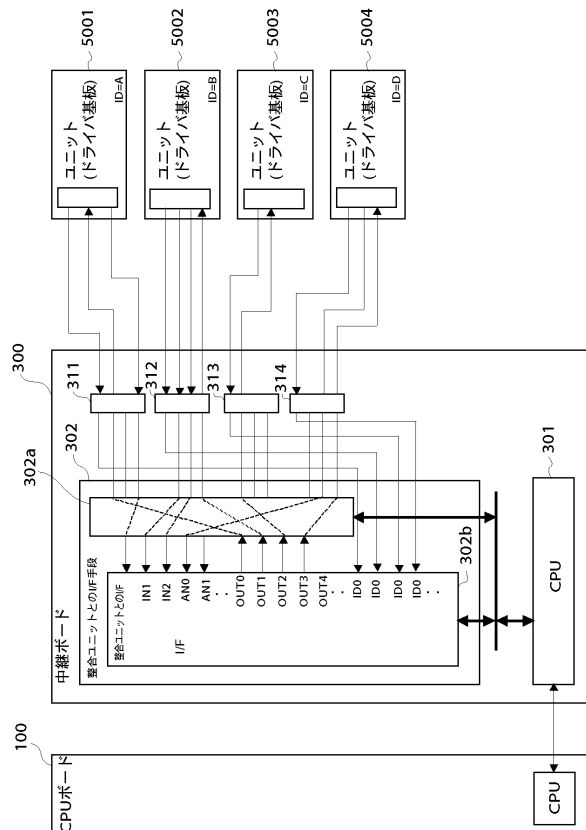 100
CPUボード
CPU
300
中継ボード
302
302a
整合ユニットとのI/F手段
整合ユニットとのI/F
I/F
IN1
IN2
AN0
AN1
・・
OUT0
OUT1
OUT2
OUT3
OUT4
・・
ID0
ID0
ID0
ID0
・・
302b
301
CPU
311
312
313
314
5001
ユニット
(ドライバ基板)
ID=A
5002
ユニット
(ドライバ基板)
ID=B
5003
ユニット
(ドライバ基板)
ID=C
5004
ユニット
(ドライバ基板)
ID=D